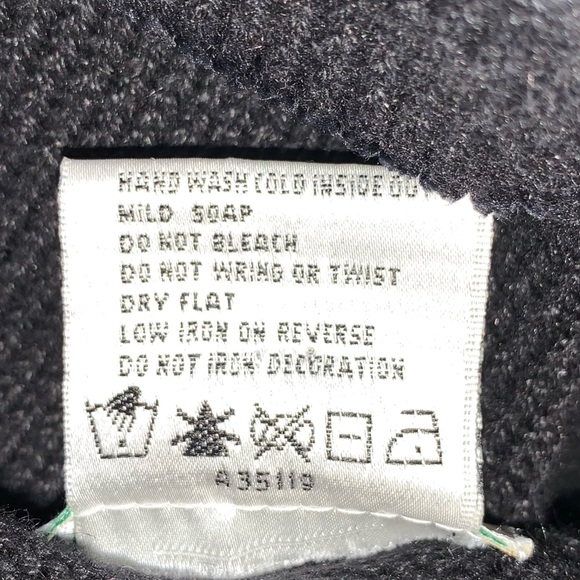 HAND WASH COLD INSIDE OU
MILD SOAP
DO NOT BLEACH
DO NOT WRING OR TWIST
DRY FLAT
LOW IRON ON REVERSE
DO NOT IRON DECORATION
A35119